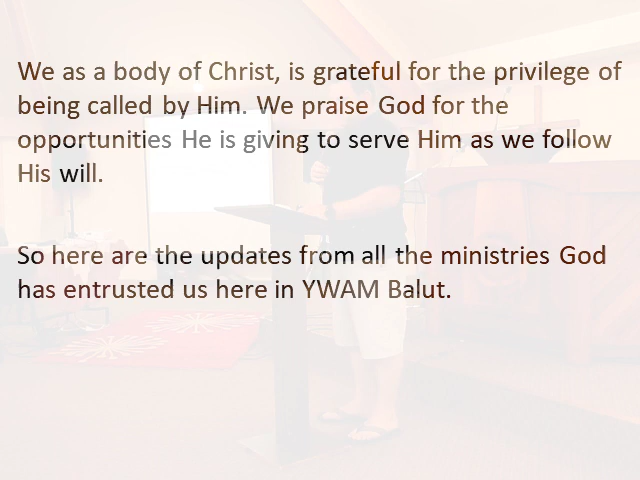 We as a body of Christ, is grateful for the privilege of
being called by Him. We praise God for the
opportunities He is giving to serve Him as we follow
His will.
So here are the updates from all the ministries God
has entrusted us here in YWAM Balut.